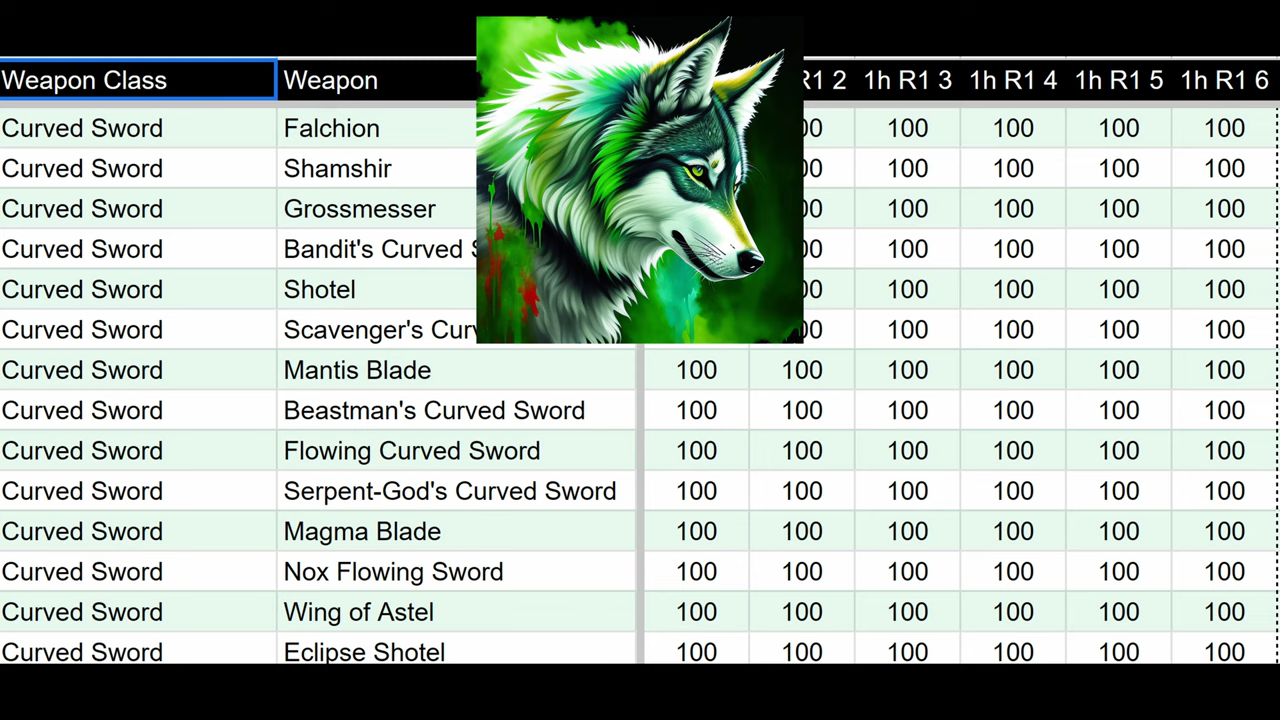 Weapon Class Weapon 2 1h R1 3 1h R1 4 1h R1 5 1h R1 6
Curved Sword Falchion 100 100 100 100
Curved Sword Shamshir 100 100 100 100
Curved Sword Grossmesser 100 100 100 100
Curved Sword Bandit's Curved 100 100 100 100
Curved Sword Shotel 100 100 100 100
Curved Sword Scavenger's 100 100 100 100
Curved Sword Mantis Blade 100 100 100 100 100 100
Curved Sword Beastman's Curved Sword 100 100 100 100 100 100
Curved Sword Flowing Curved Sword 100 100 100 100 100 100
Curved Sword Serpent-God's Curved Sword 100 100 100 100 100 100
Curved Sword Magma Blade 100 100 100 100 100 100
Curved Sword Nox Flowing Sword 100 100 100 100 100 100
Curved Sword Wing of Astel 100 100 100 100 100 100
Curved Sword Eclipse Shotel 100 100 100 100 100 100